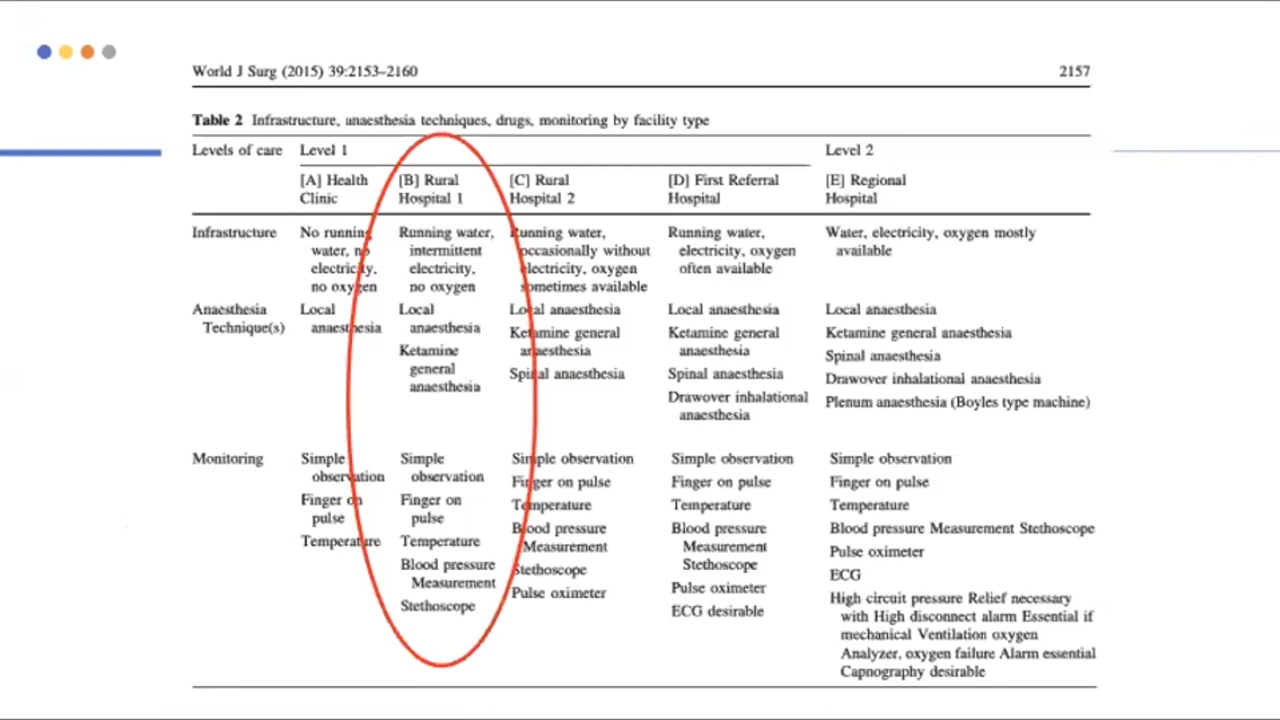 World J Surg (2015) 39:2153–2160 2157
Table 2 Infrastructure, anaesthesia techniques, drugs, monitoring by facility type
Levels of care Level 1 Level 2
[A] Health Clinic [B] Rural Hospital 1 [C] Rural Hospital 2 [D] First Referral Hospital [E] Regional Hospital
Infrastructure
No running
water, no
electricity,
no oxygen
Running water,
intermittent
electricity,
no oxygen
Running water,
occasionally without
electricity, oxygen
sometimes available
Running water,
electricity, oxygen
often available
Water, electricity, oxygen mostly
available
Anaesthesia
Technique(s)
Local
anaesthesia
Local
anaesthesia
Ketamine
general
anaesthesia
Local anaesthesia
Ketamine general
anaesthesia
Spinal anaesthesia
Local anaesthesia
Ketamine general
anaesthesia
Spinal anaesthesia
Drawover inhalational
anaesthesia
Local anaesthesia
Ketamine general anaesthesia
Spinal anaesthesia
Drawover inhalational anaesthesia
Plenum anaesthesia (Boyles type machine)
Monitoring
Simple
observation
Finger on
pulse
Temperature
Simple
observation
Finger on
pulse
Temperature
Blood pressure
Measurement
Stethoscope
Simple observation
Finger on pulse
Temperature
Blood pressure
Measurement
Stethoscope
Pulse oximeter
Simple observation
Finger on pulse
Temperature
Blood pressure
Measurement
Stethoscope
Pulse oximeter
ECG desirable
Simple observation
Finger on pulse
Temperature
Blood pressure Measurement Stethoscope
Pulse oximeter
ECG
High circuit pressure Relief necessary
with High disconnect alarm Essential if
mechanical Ventilation oxygen
Analyzer, oxygen failure Alarm essential
Capnography desirable